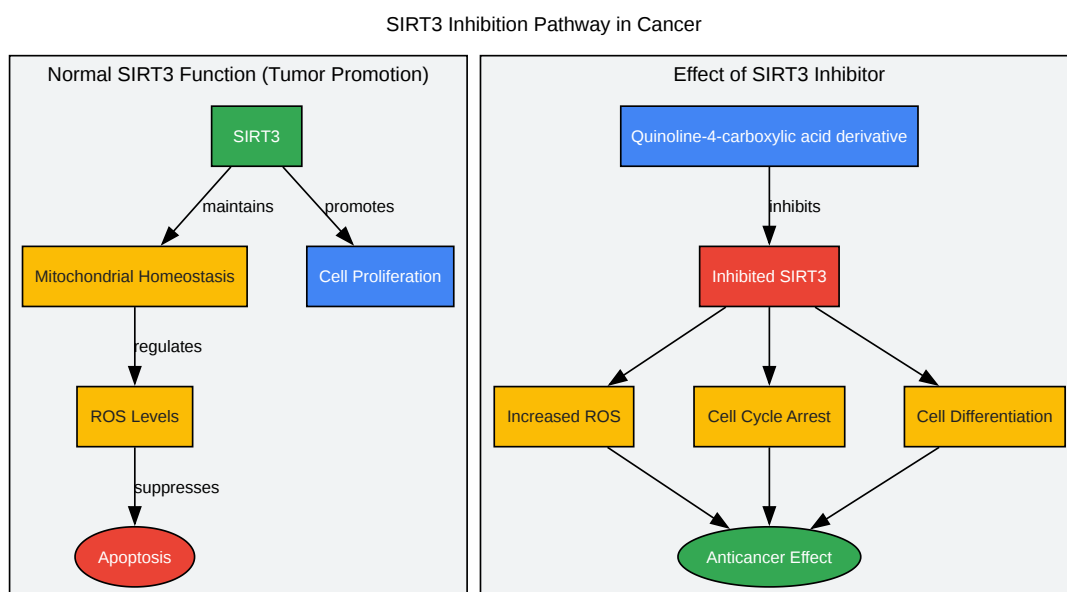 SIRT3 Inhibition Pathway in Cancer
Normal SIRT3 Function (Tumor Promotion)
SIRT3
maintains
promotes
Mitochondrial Homeostasis
Cell Proliferation
regulates
ROS Levels
suppresses
Apoptosis
Effect of SIRT3 Inhibitor
Quinoline-4-carboxylic acid derivative
inhibits
Inhibited SIRT3
Increased ROS
Cell Cycle Arrest
Cell Differentiation
Anticancer Effect